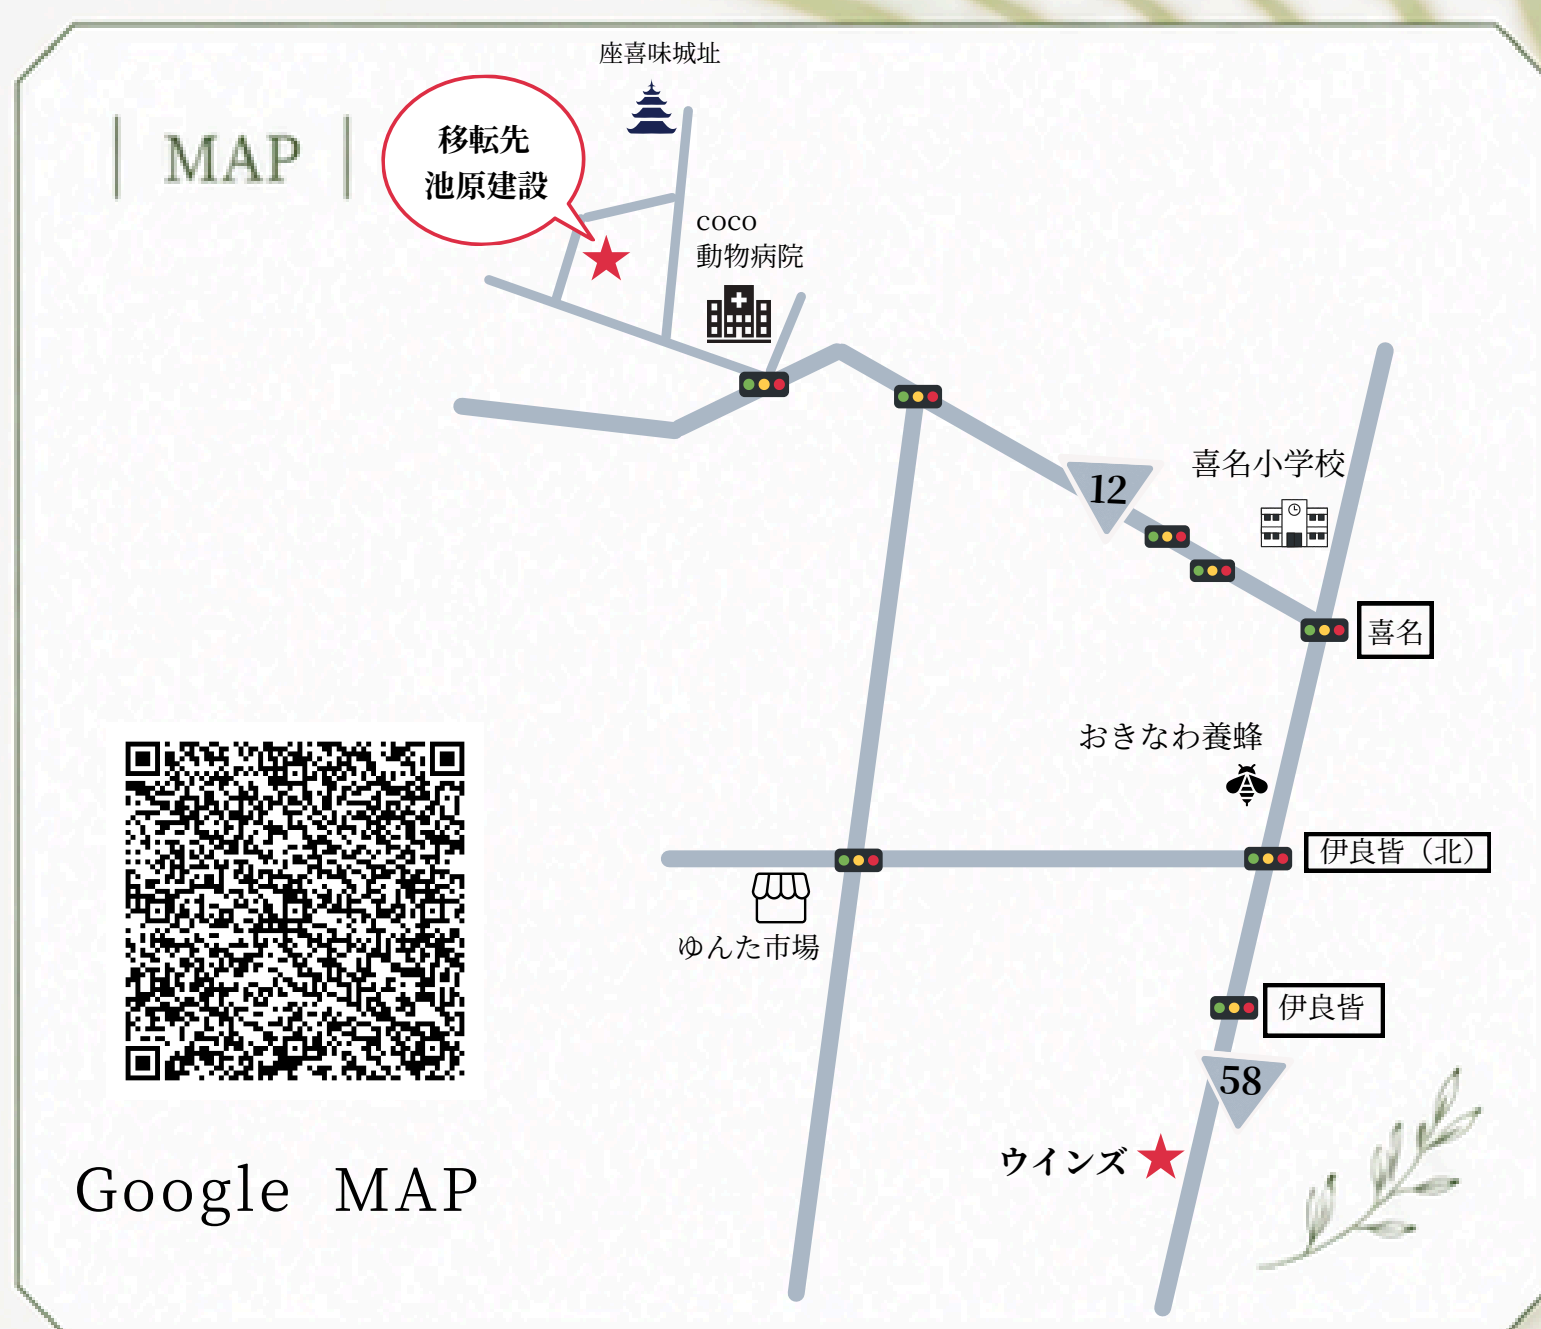 座喜味城址
MAP
移転先
池原建設
coco
動物病院
12
喜名小学校
喜名
おきなわ養蜂
伊良皆（北）
ゆんた市場
伊良皆
58
ウインズ
Google MAP